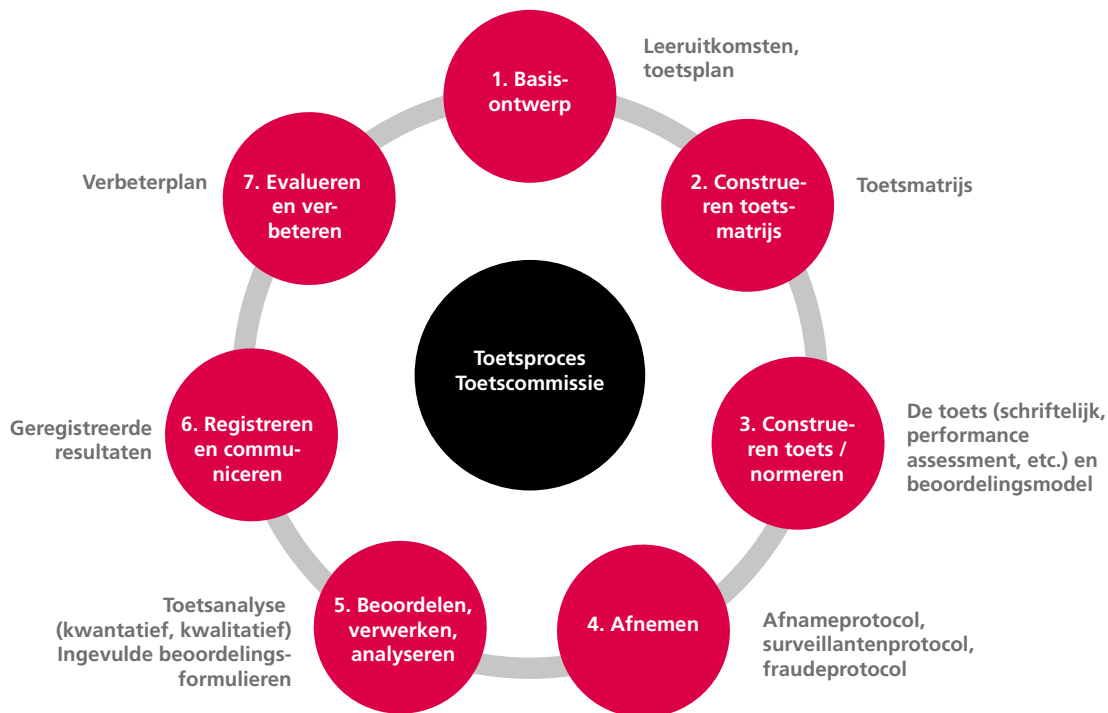 1. Basis-
ontwerp
Leeruitkomsten,
toetsplan
2. Construe-
ren toets-
matrijs
Toetsmatrijs
3. Construe-
ren toets /
normeren
De toets (schriftelijk,
performance
assessment, etc.) en
beoordelingsmodel
4. Afnemen
Afnameprotocol,
surveillantenprotocol,
fraudeprotocol
5. Beoordelen,
verwerken,
analyseren
Toetsanalyse
(kwantatief, kwalitatief)
Ingevulde beoordelings-
formulieren
6. Registreren
en commu-
niceren
Geregistreerde
resultaten
7. Evalueren
en ver-
beteren
Verbeterplan
Toetsproces
Toetscommissie